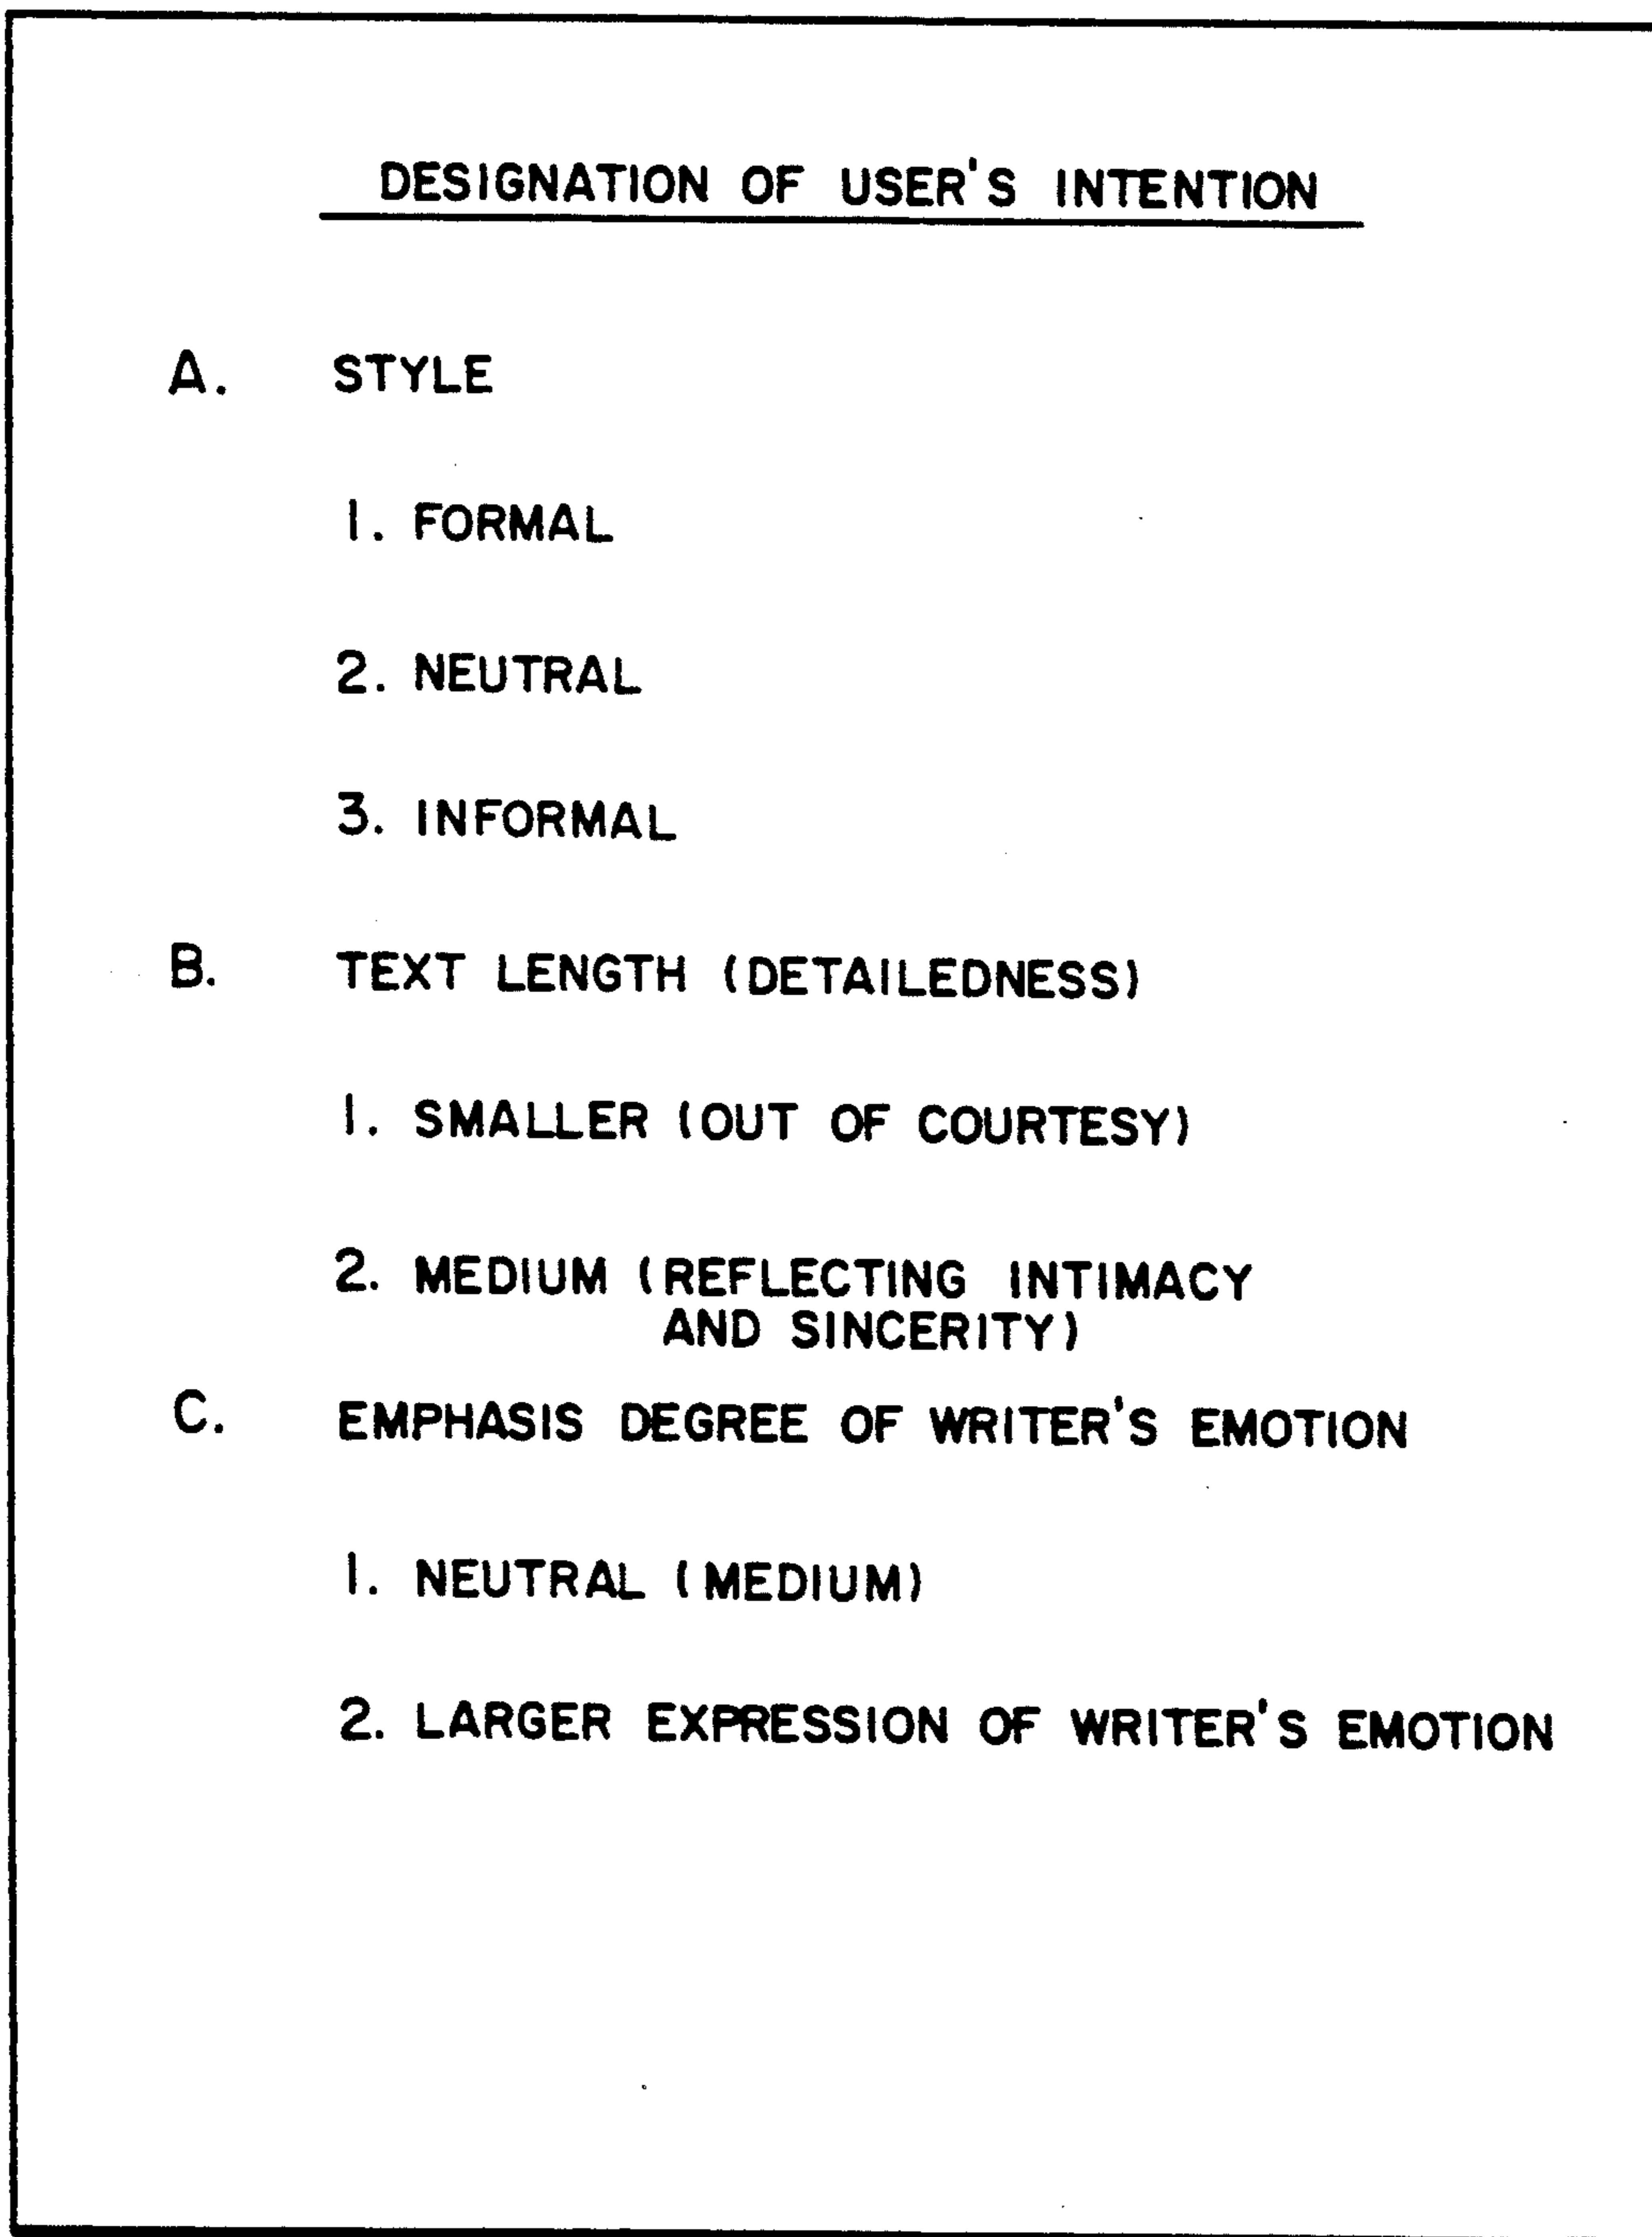 DESIGNATION OF USER'S INTENTION
A. STYLE
1. FORMAL
2. NEUTRAL
3. INFORMAL
B. TEXT LENGTH (DETAILEDNESS)
1. SMALLER (OUT OF COURTESY)
2. MEDIUM (REFLECTING INTIMACY
AND SINCERITY)
C. EMPHASIS DEGREE OF WRITER'S EMOTION
1. NEUTRAL (MEDIUM)
2. LARGER EXPRESSION OF WRITER'S EMOTION